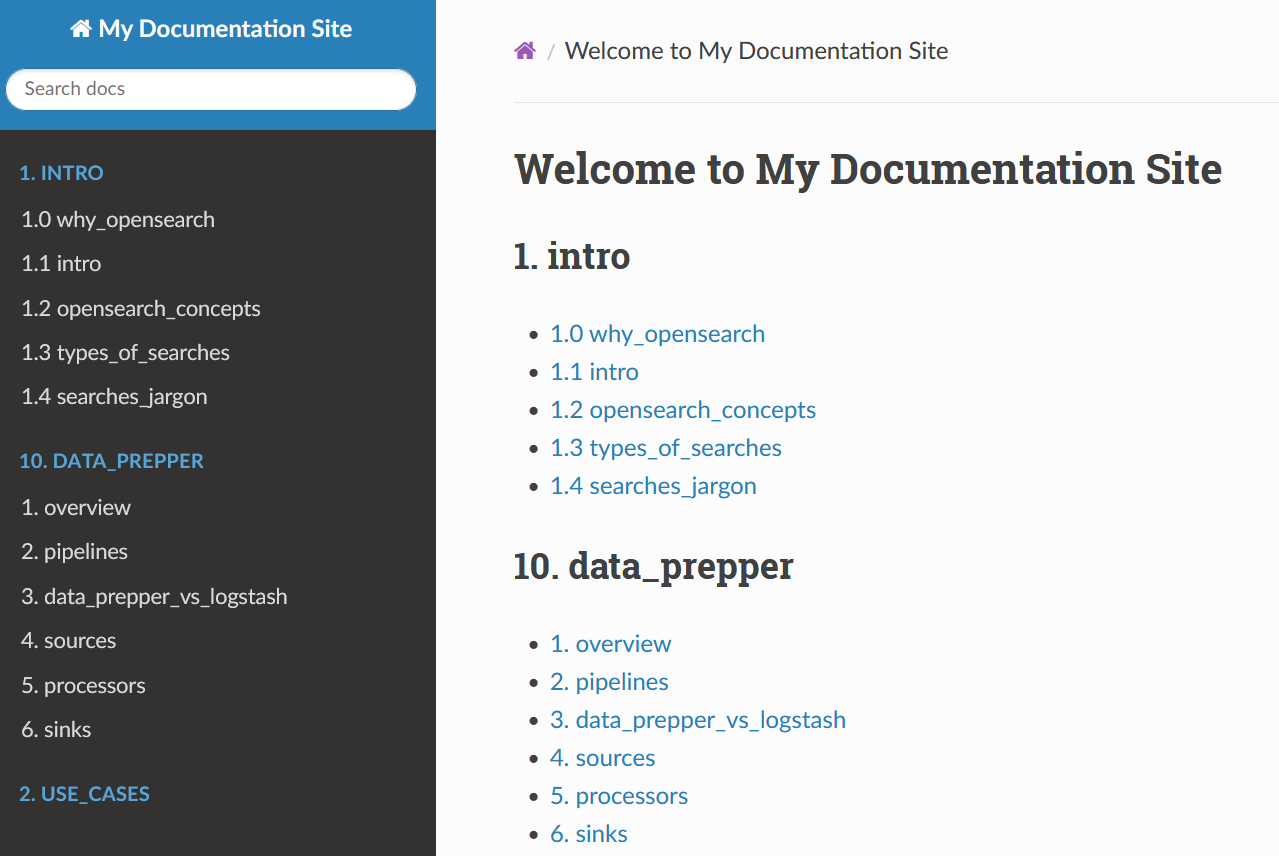 My Documentation Site
Search docs
1. INTRO
1.0 why_opensearch
1.1 intro
1.2 opensearch_concepts
1.3 types_of_searches
1.4 searches_jargon
10. DATA_PREPPER
1. overview
2. pipelines
3. data_prepper_vs_logstash
4. sources
5. processors
6. sinks
2. USE_CASES
/ Welcome to My Documentation Site
Welcome to My Documentation Site
1. intro
• 1.0 why_opensearch
• 1.1 intro
• 1.2 opensearch_concepts
• 1.3 types_of_searches
• 1.4 searches_jargon
10. data_prepper
• 1. overview
• 2. pipelines
• 3. data_prepper_vs_logstash
• 4. sources
• 5. processors
• 6. sinks